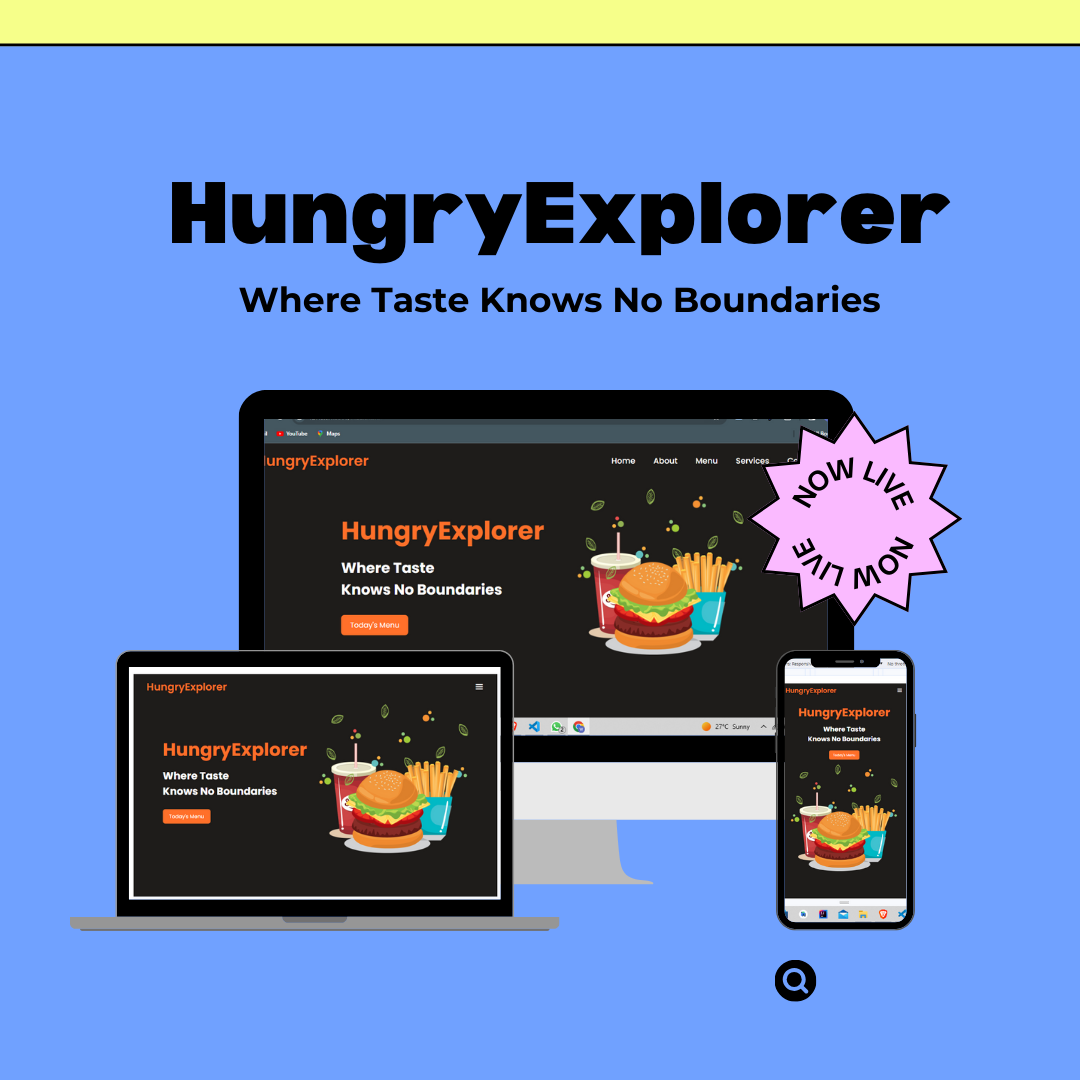 HungryExplorer
Where Taste Knows No Boundaries
YouTube Maps
HungryExplorer
Home About Menu Services
NOW LIVE
NOW LIVE
HungryExplorer
Where Taste
Knows No Boundaries
Today's Menu
27°C Sunny
HungryExplorer
HungryExplorer
Where Taste
Knows No Boundaries
Today's Menu
HungryExplorer
HungryExplorer
Where Taste
Knows No Boundaries
Today's Menu